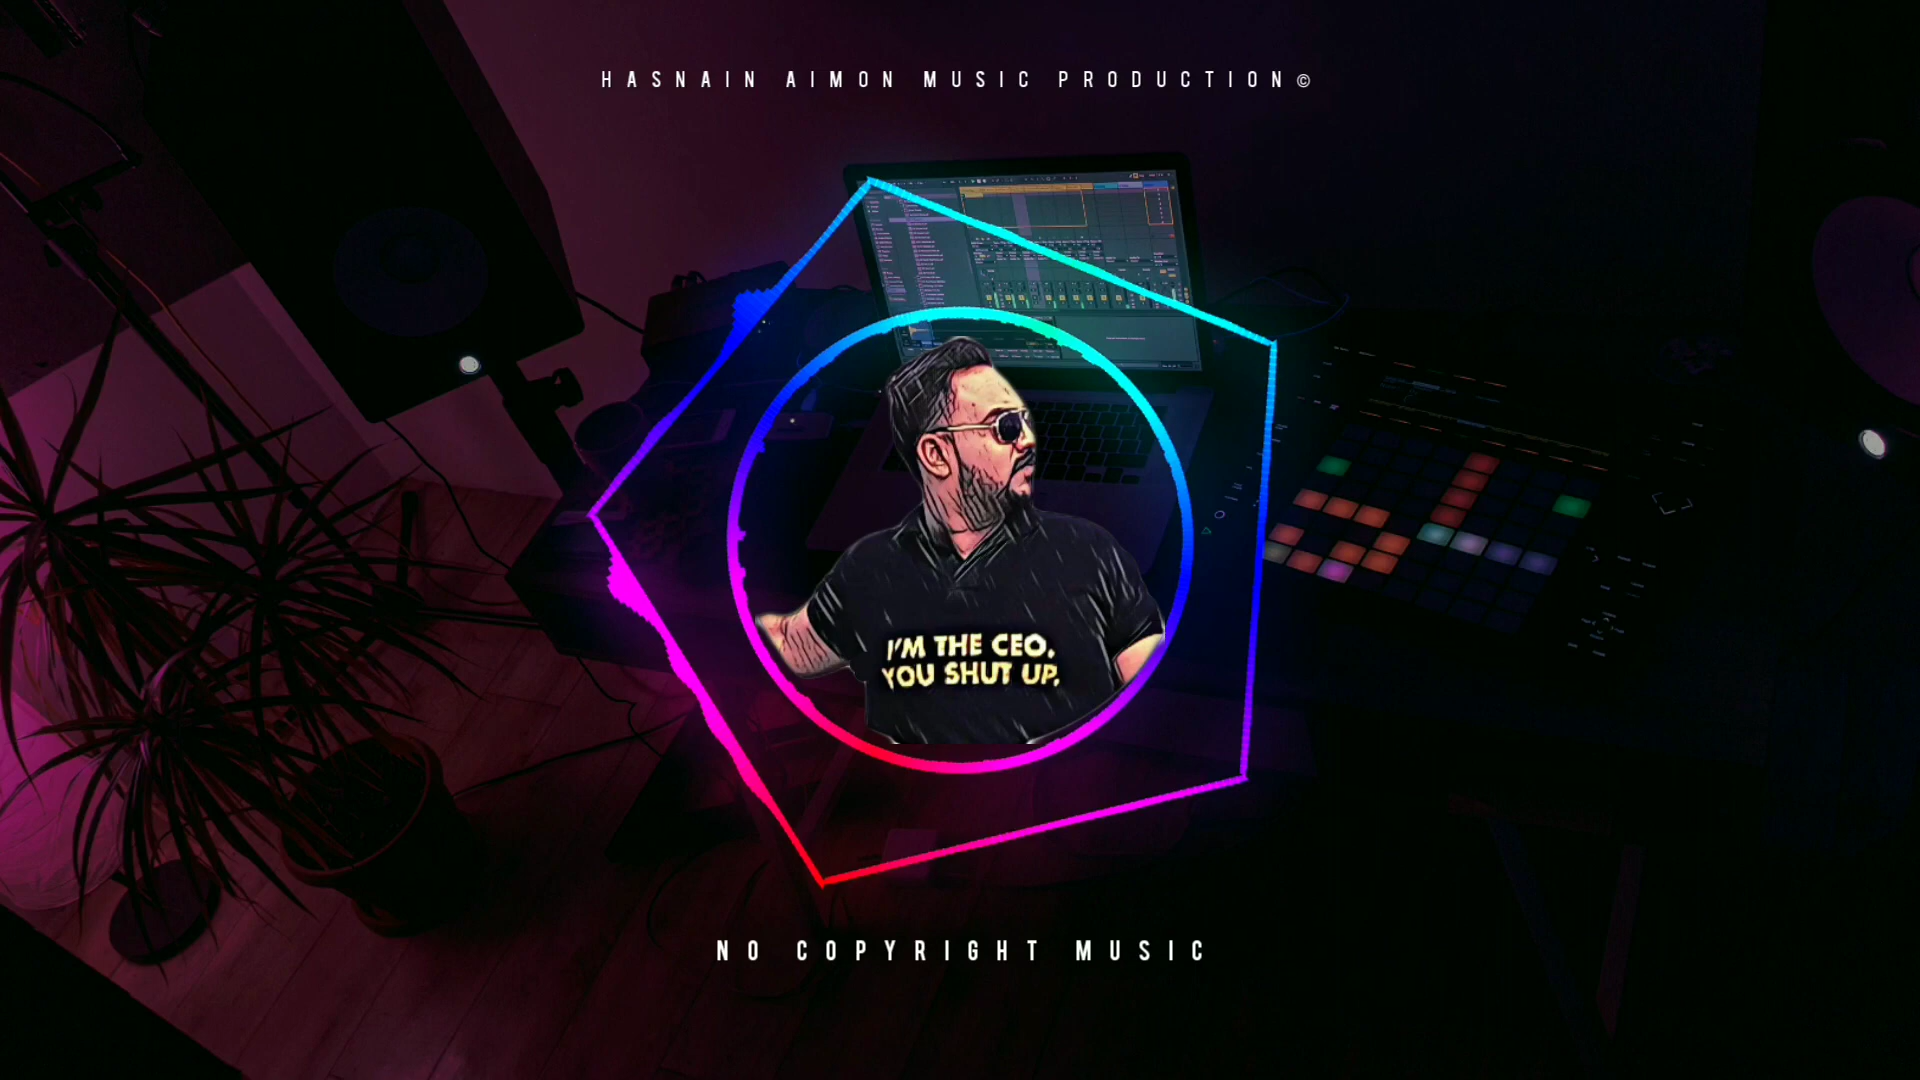 HASNAIN AIMON MUSIC PRODUCTION©
I'M THE CEO.
YOU SHUT UP.
NO COPYRIGHT MUSIC